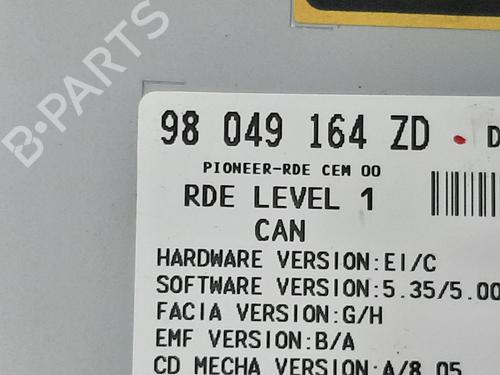 B-PARTS
98 049 164 ZD . D
PIONEER-RDE CEM 00
RDE LEVEL 1
CAN
HARDWARE VERSION:EI/C
SOFTWARE VERSION:5.35/5.00
FACIA VERSION:G/H
EMF VERSION:B/A
CD MECHA VERSION:A/8.05